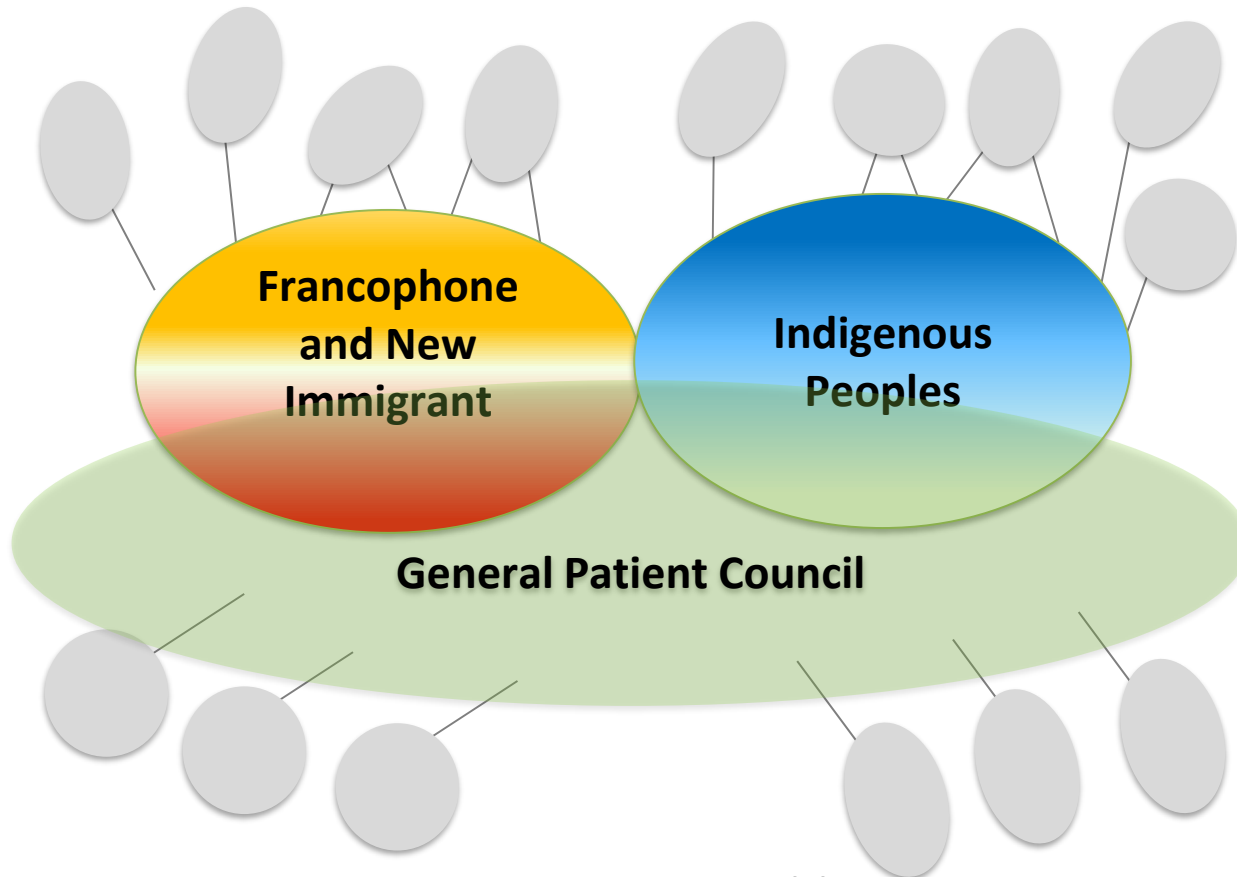 Francophone
and New
Immigrant
Indigenous
Peoples
General Patient Council